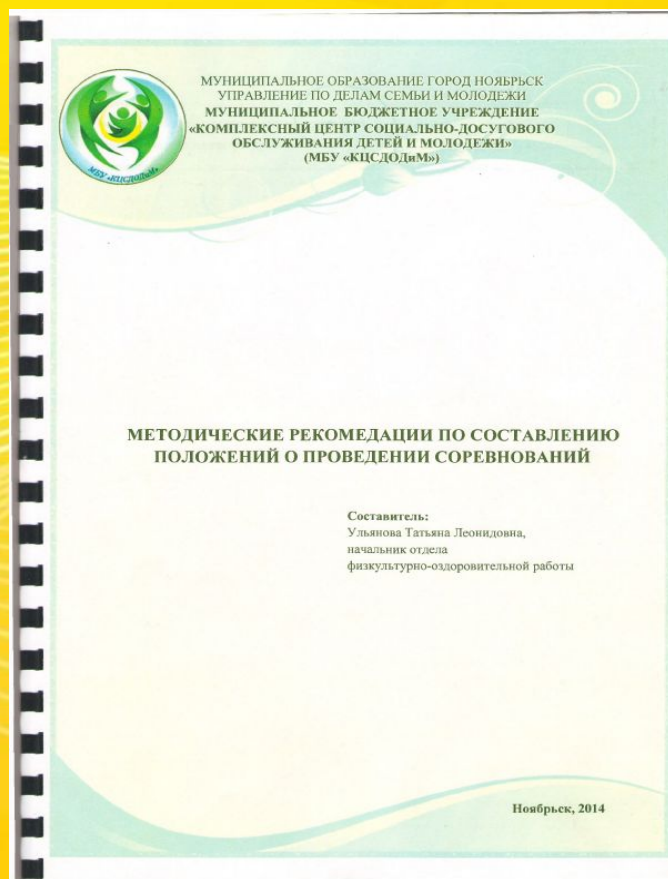 МУНИЦИПАЛЬНОЕ ОБРАЗОВАНИЕ ГОРОД НОЯБРЬСК
УПРАВЛЕНИЕ ПО ДЕЛАМ СЕМЬИ И МОЛОДЕЖИ
МУНИЦИПАЛЬНОЕ БЮДЖЕТНОЕ УЧРЕЖДЕНИЕ
«КОМПЛЕКСНЫЙ ЦЕНТР СОЦИАЛЬНО-ДОСУГОВОГО
ОБСЛУЖИВАНИЯ ДЕТЕЙ И МОЛОДЕЖИ»
(МБУ «КЦСДОДиМ»)
МБУ «КЦСДОДиМ»
МЕТОДИЧЕСКИЕ РЕКОМЕДАЦИИ ПО СОСТАВЛЕНИЮ
ПОЛОЖЕНИЙ О ПРОВЕДЕНИИ СОРЕВНОВАНИЙ
Составитель:
Ульянова Татьяна Леонидовна,
начальник отдела
физкультурно-оздоровительной работы
Ноябрьск, 2014